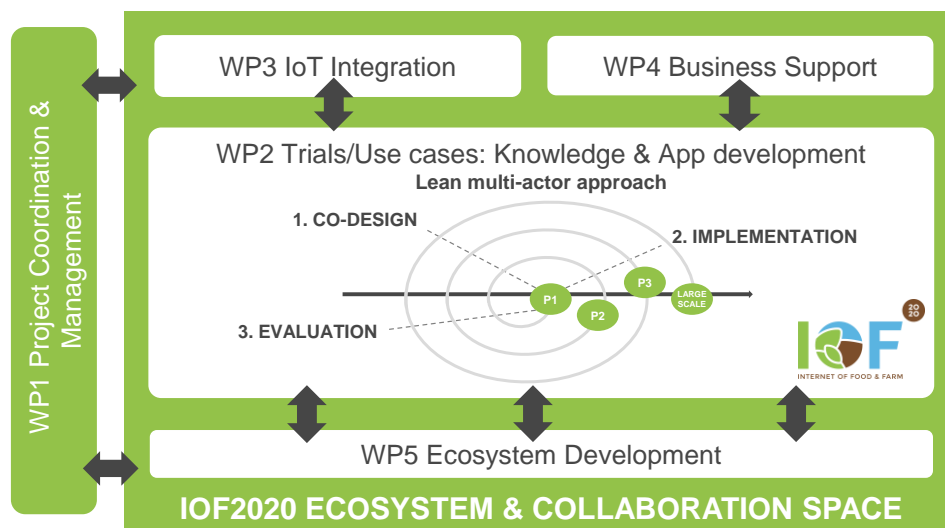 WP1 Project Coordination &
Management
WP3 IoT Integration
WP4 Business Support
WP2 Trials/Use cases: Knowledge & App development
Lean multi-actor approach
1. CO-DESIGN
2. IMPLEMENTATION
P1
P2
P3
LARGE
SCALE
3. EVALUATION
IOF
20
20
INTERNET OF FOOD & FARM
WP5 Ecosystem Development
IOF2020 ECOSYSTEM & COLLABORATION SPACE